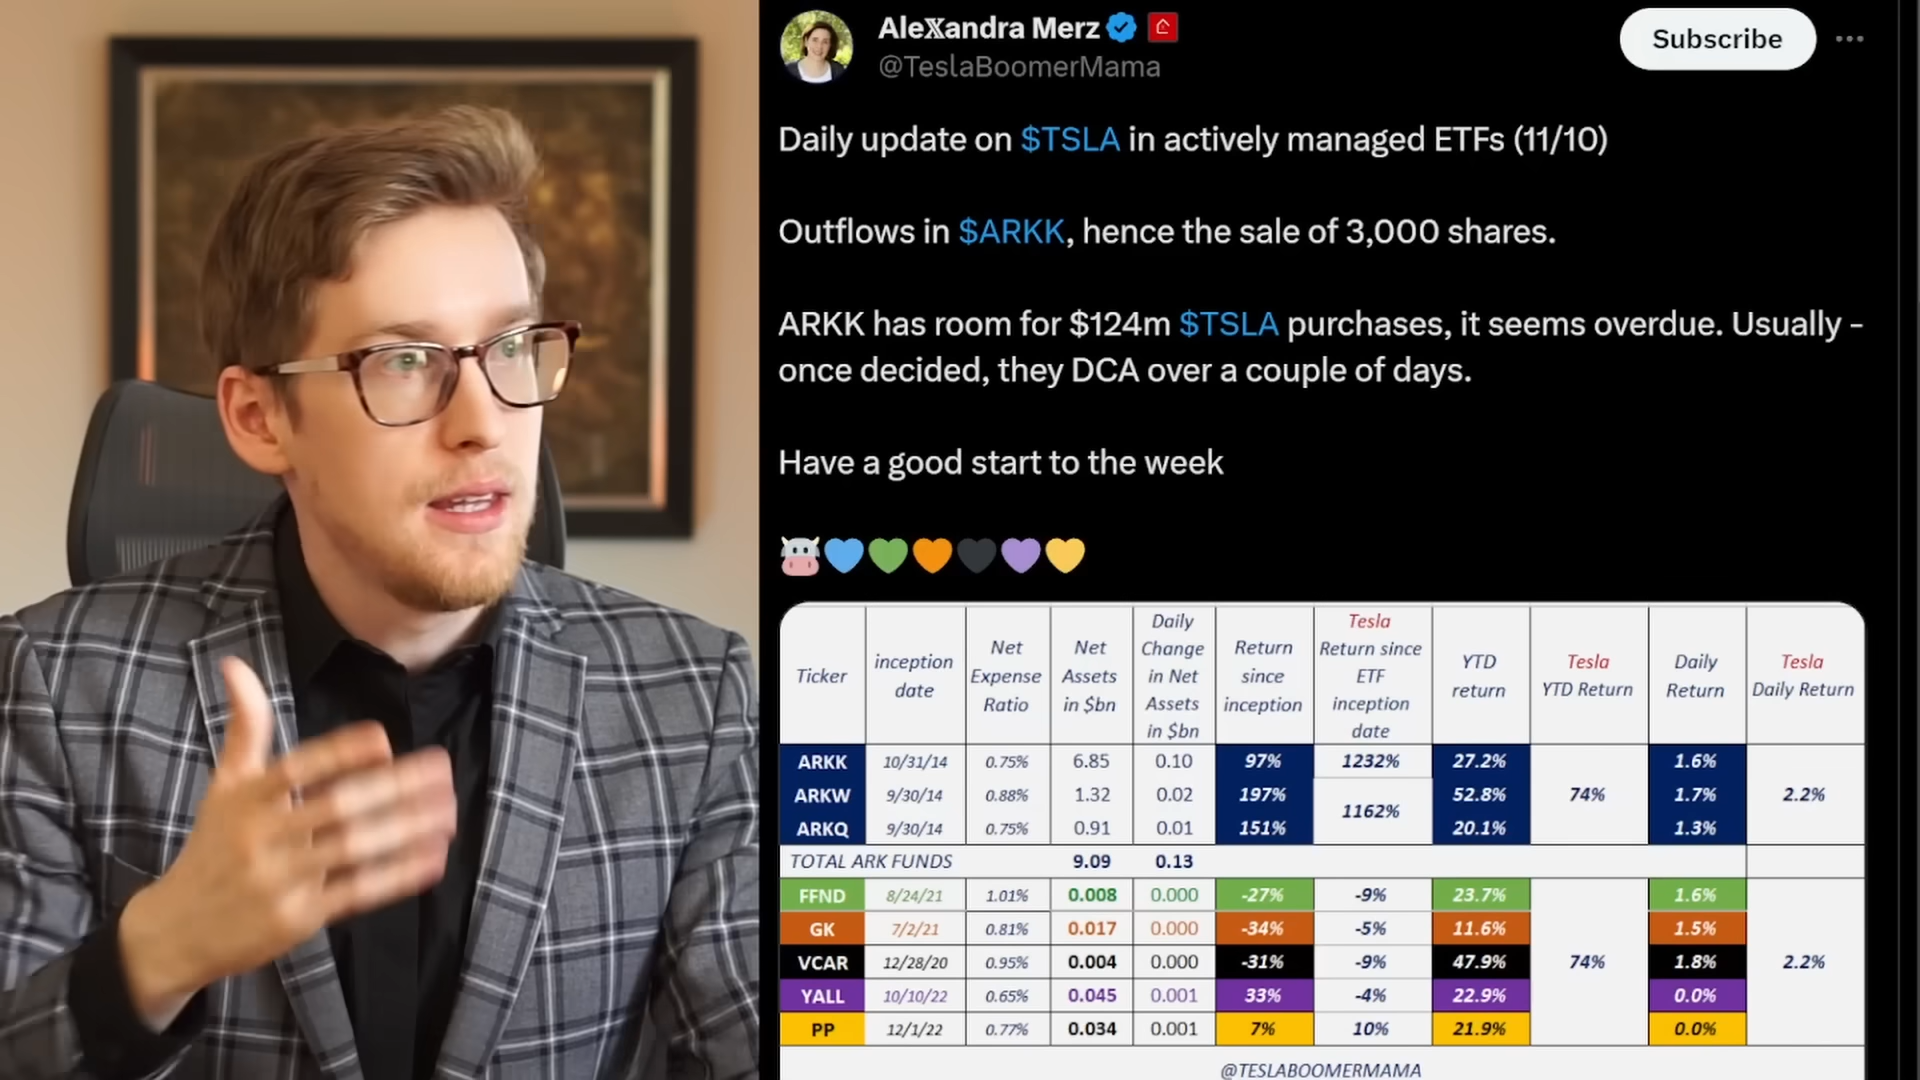 Ale𝕏andra Merz
@TeslaBoomerMama
Subscribe
Daily update on $TSLA in actively managed ETFs (11/10)
Outflows in $ARKK, hence the sale of 3,000 shares.
ARKK has room for $124m $TSLA purchases, it seems overdue. Usually -
once decided, they DCA over a couple of days.
Have a good start to the week
Ticker inception date Net Expense Ratio Net Assets in $bn Daily Change in Net Assets in $bn Return since inception Tesla Return since ETF inception date YTD return Tesla YTD Return Daily Return Tesla Daily Return
ARKK 10/31/14 0.75% 6.85 0.10 97% 1232% 27.2% 1.6%
ARKW 9/30/14 0.88% 1.32 0.02 197% 1162% 52.8% 74% 1.7% 2.2%
ARKQ 9/30/14 0.75% 0.91 0.01 151% 20.1% 1.3%
TOTAL ARK FUNDS 9.09 0.13
FFND 8/24/21 1.01% 0.008 0.000 -27% -9% 23.7% 1.6%
GK 7/2/21 0.81% 0.017 0.000 -34% -5% 11.6% 1.5%
VCAR 12/28/20 0.95% 0.004 0.000 -31% -9% 47.9% 74% 1.8% 2.2%
YALL 10/10/22 0.65% 0.045 0.001 33% -4% 22.9% 0.0%
PP 12/1/22 0.77% 0.034 0.001 7% 10% 21.9% 0.0%
@TESLABOOMERMAMA